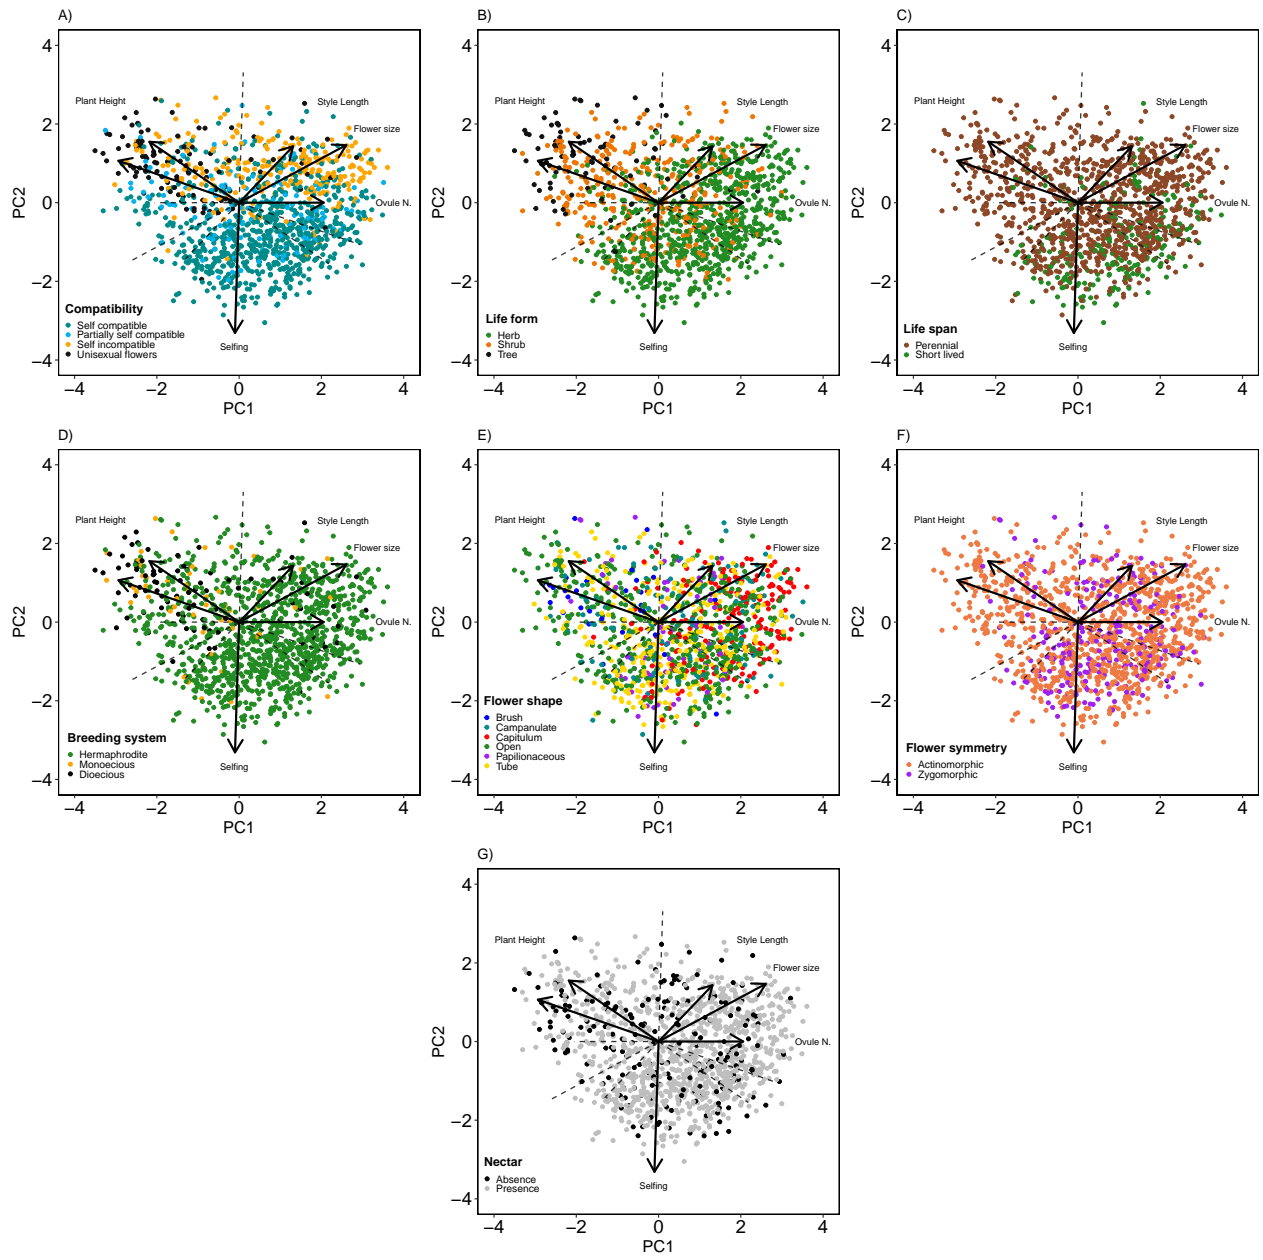 A)
4
2
0
−2
−4
PC2
Plant Height
Style Length
Flower size
Ovule N.
Selfing
Compatibility
Self compatible
Partially self compatible
Self incompatible
Unisexual flowers
−4 −2 0 2 4
PC1
B)
4
2
0
−2
−4
PC2
Plant Height
Style Length
Flower size
Ovule N.
Selfing
Life form
Herb
Shrub
Tree
−4 −2 0 2 4
PC1
C)
4
2
0
−2
−4
PC2
Plant Height
Style Length
Flower size
Ovule N.
Selfing
Life span
Perennial
Short lived
−4 −2 0 2 4
PC1
D)
4
2
0
−2
−4
PC2
Plant Height
Style Length
Flower size
Ovule N.
Selfing
Breeding system
Hermaphrodite
Monoecious
Dioecious
−4 −2 0 2 4
PC1
E)
4
2
0
−2
−4
PC2
Plant Height
Style Length
Flower size
Ovule N.
Selfing
Flower shape
Brush
Campanulate
Capitulum
Open
Papilionaceous
Tube
−4 −2 0 2 4
PC1
F)
4
2
0
−2
−4
PC2
Plant Height
Style Length
Flower size
Ovule N.
Selfing
Flower symmetry
Actinomorphic
Zygomorphic
−4 −2 0 2 4
PC1
G)
4
2
0
−2
−4
PC2
Plant Height
Style Length
Flower size
Ovule N.
Selfing
Nectar
Absence
Presence
−4 −2 0 2 4
PC1